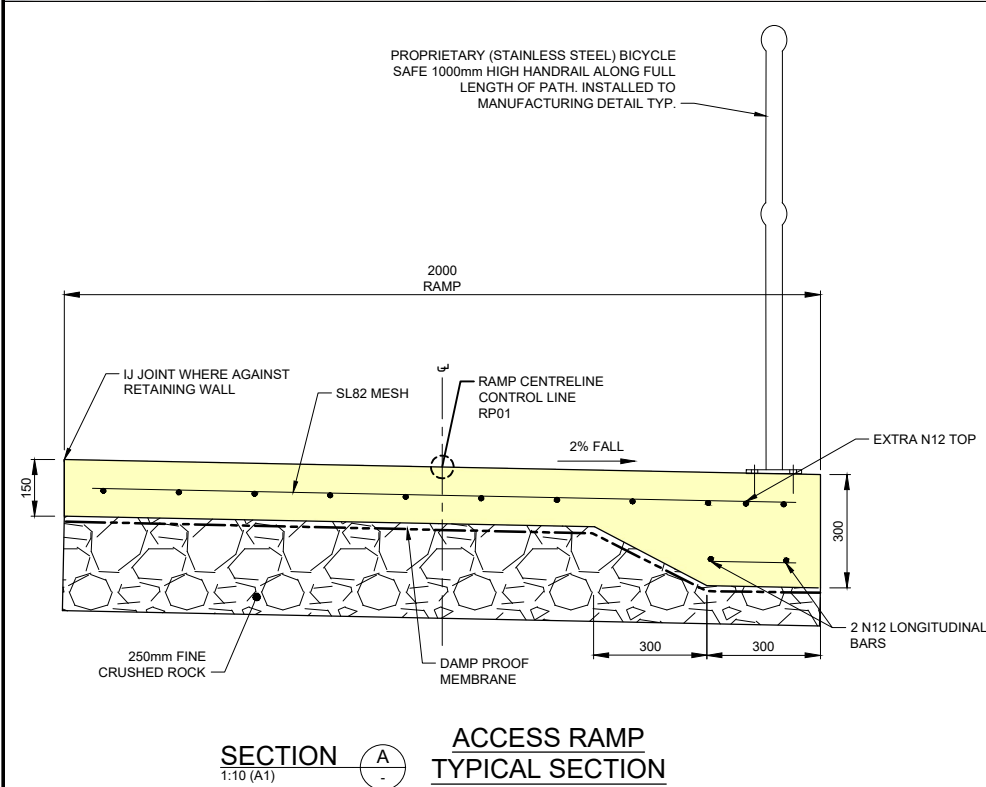 PROPRIETARY (STAINLESS STEEL) BICYCLE
SAFE 1000mm HIGH HANDRAIL ALONG FULL
LENGTH OF PATH. INSTALLED TO
MANUFACTURING DETAIL TYP.
2000
RAMP
IJ JOINT WHERE AGAINST
RETAINING WALL
SL82 MESH
RAMP CENTRELINE
CONTROL LINE
RP01
2% FALL
EXTRA N12 TOP
150
300
2 N12 LONGITUDINAL
BARS
300
300
250mm FINE
CRUSHED ROCK
DAMP PROOF
MEMBRANE
SECTION
1:10 (A1)
A
-
ACCESS RAMP
TYPICAL SECTION